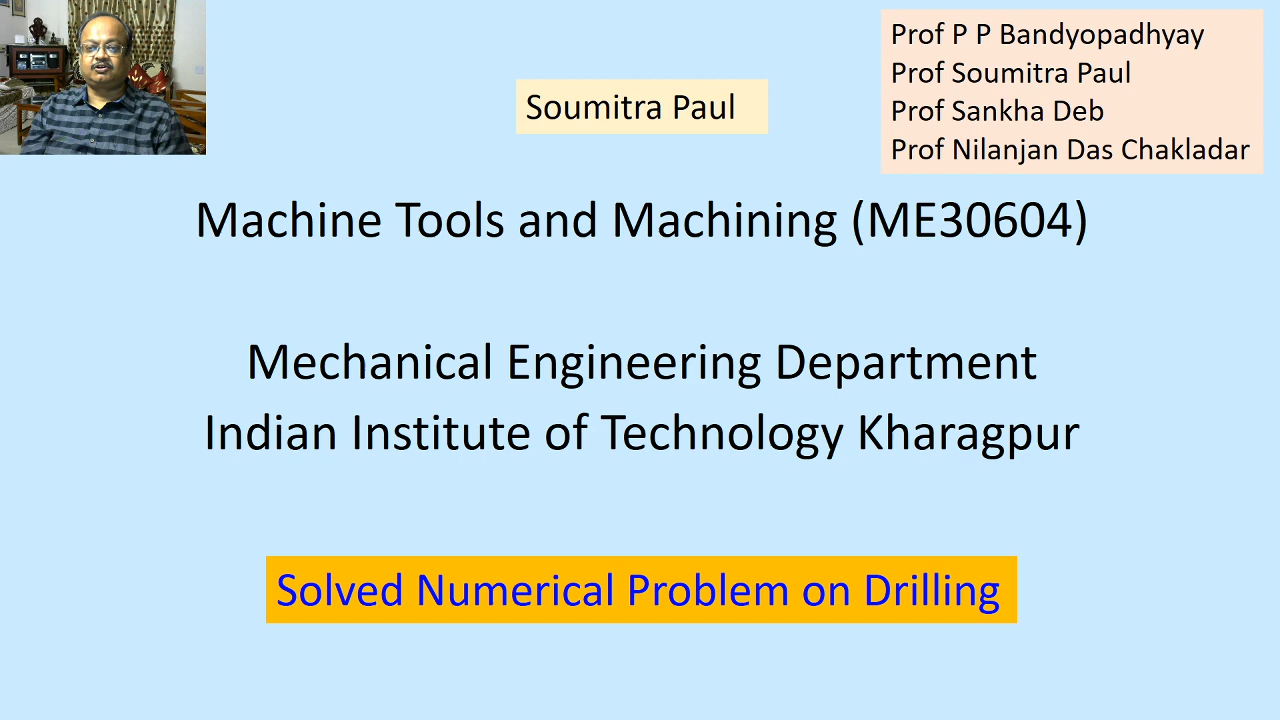 Prof P P Bandyopadhyay
Prof Soumitra Paul
Prof Sankha Deb
Prof Nilanjan Das Chakladar
Soumitra Paul
Machine Tools and Machining (ME30604)
Mechanical Engineering Department
Indian Institute of Technology Kharagpur
Solved Numerical Problem on Drilling